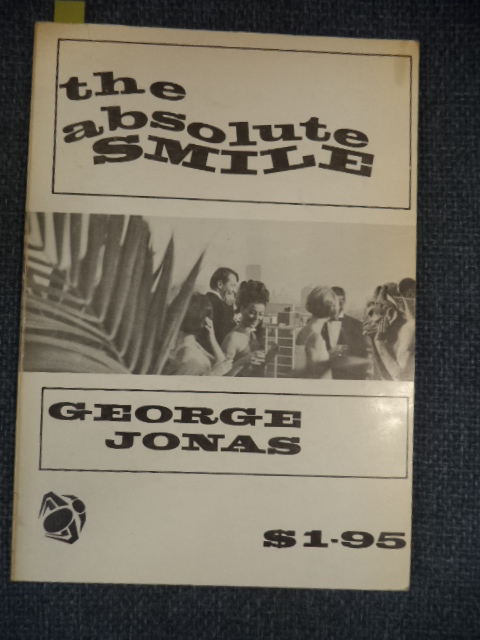 the
absolute
SMILE
GEORGE
JONAS
$1.95